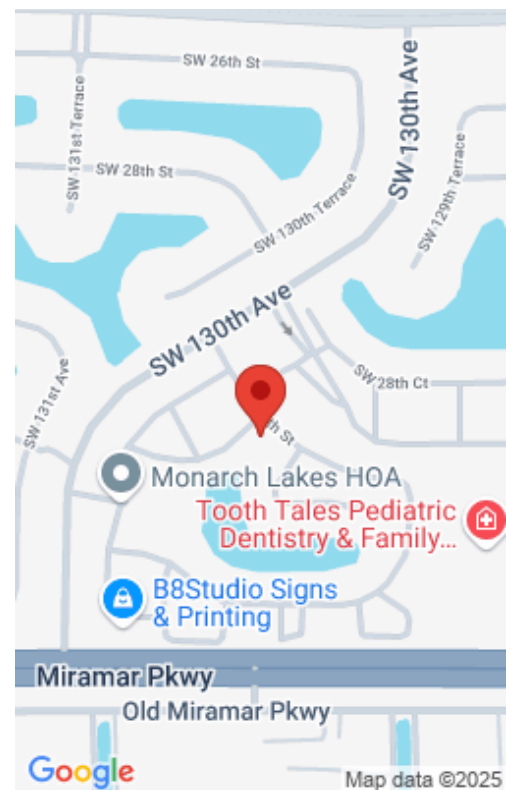 SW 26th St
SW 130th Ave
SW 131st Terrace
SW 28th St
SW 130th Terrace
SW 129th Terrace
SW 130th Ave
SW 131st Ave
SW 28th Ct
th St
Monarch Lakes HOA
Tooth Tales Pediatric
Dentistry & Family...
B8Studio Signs
& Printing
Miramar Pkwy
Old Miramar Pkwy
Google
Map data ©2025